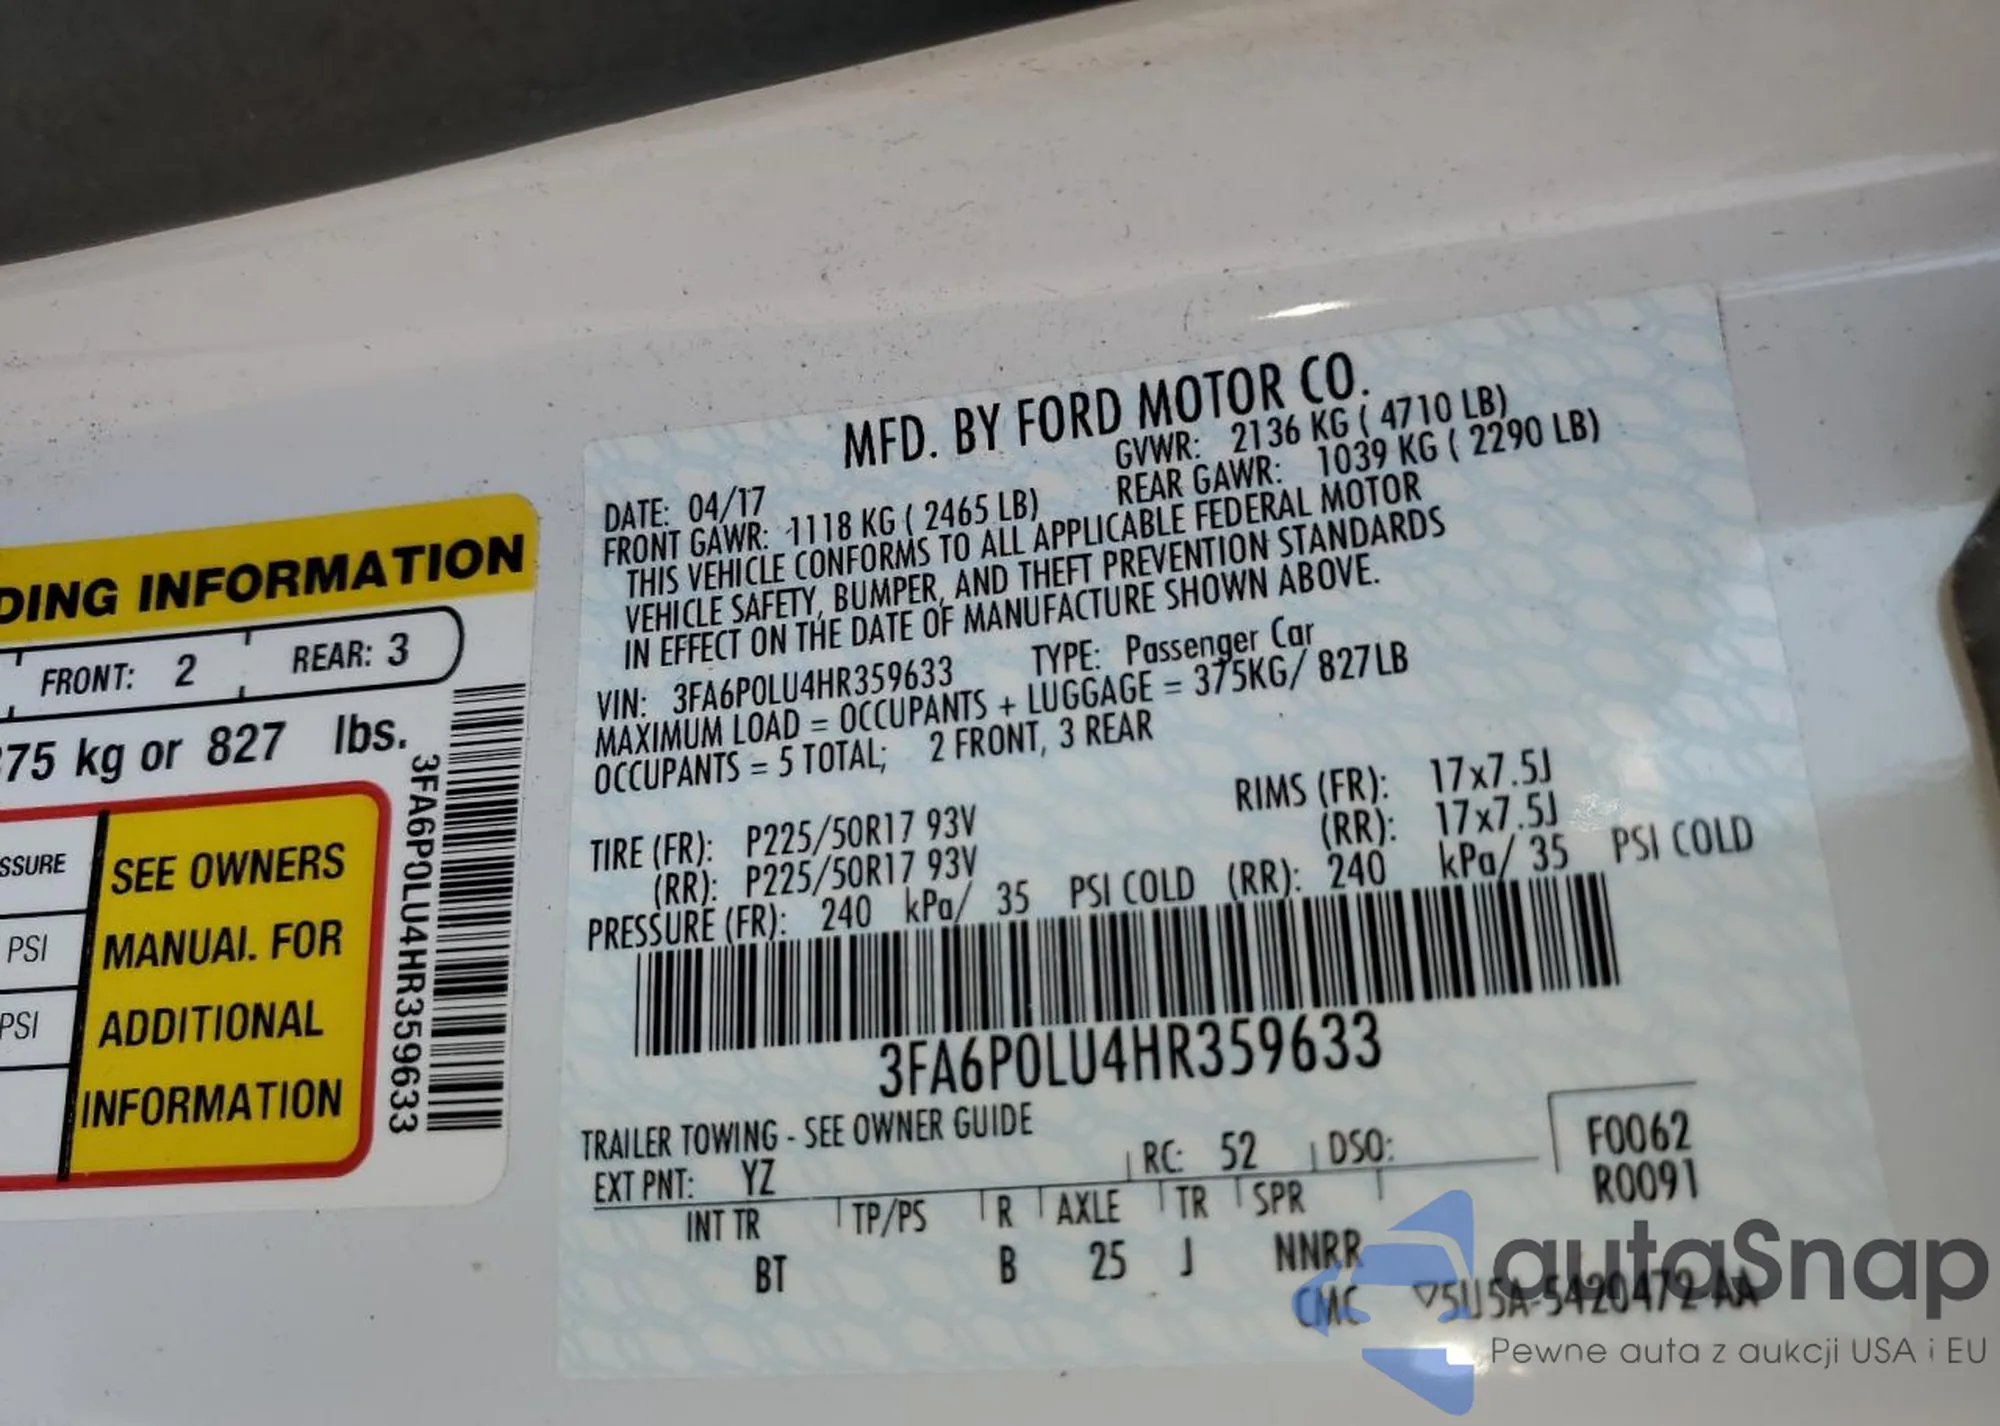 DING INFORMATION
FRONT: 2 REAR: 3
75 kg or 827 lbs.
SSURE
PSI
PSI
SEE OWNERS
MANUAL FOR
ADDITIONAL
INFORMATION
3FA6P0LU4HR359633
MFD. BY FORD MOTOR CO.
DATE: 04/17 GVWR: 2136 KG ( 4710 LB)
FRONT GAWR: 1118 KG ( 2465 LB) REAR GAWR: 1039 KG ( 2290 LB)
THIS VEHICLE CONFORMS TO ALL APPLICABLE FEDERAL MOTOR
VEHICLE SAFETY, BUMPER, AND THEFT PREVENTION STANDARDS
IN EFFECT ON THE DATE OF MANUFACTURE SHOWN ABOVE.
VIN: 3FA6P0LU4HR359633 TYPE: Passenger Car
MAXIMUM LOAD = OCCUPANTS + LUGGAGE = 375KG/ 827LB
OCCUPANTS = 5 TOTAL; 2 FRONT, 3 REAR
TIRE (FR): P225/50R17 93V RIMS (FR): 17x7.5J
(RR): P225/50R17 93V (RR): 17x7.5J
PRESSURE (FR): 240 kPa/ 35 PSI COLD (RR): 240 kPa/ 35 PSI COLD
3FA6P0LU4HR359633
TRAILER TOWING - SEE OWNER GUIDE
EXT PNT: YZ RC: 52 DSO: F0062
R0091
INT TR TP/PS R AXLE TR SPR
BT B 25 J NNRR
CMC ▽5U5A-5420472-AA
autoSnap
Pewne auta z aukcji USA i EU